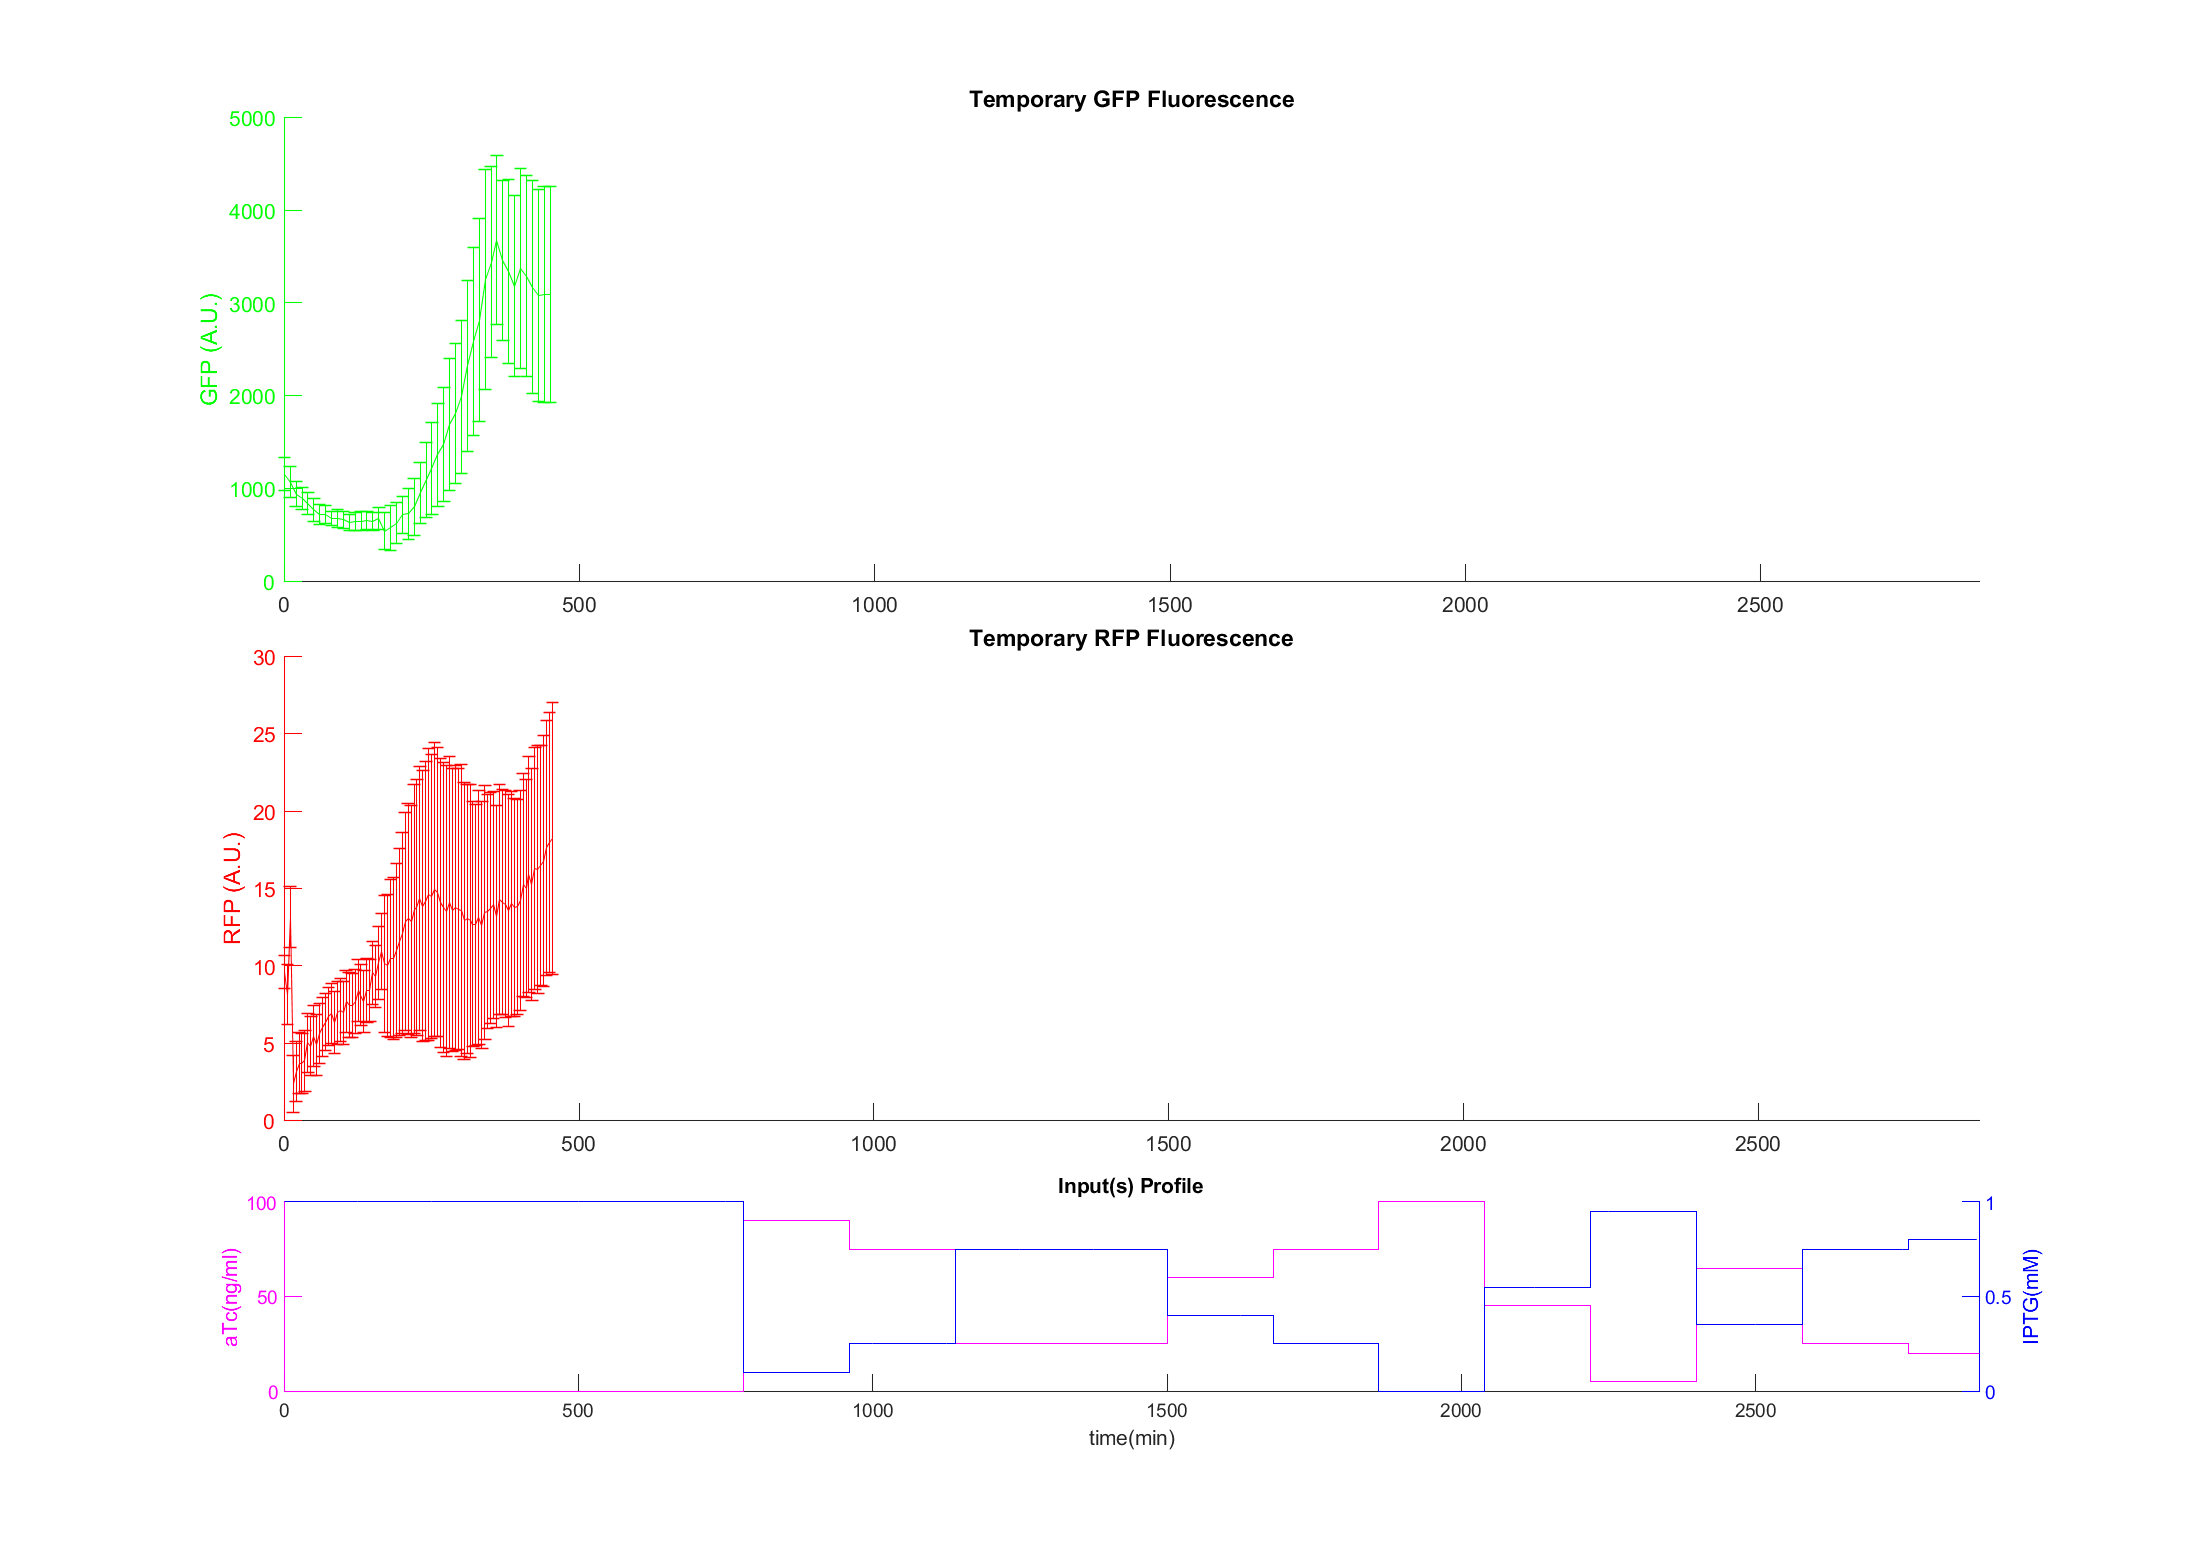 Temporary GFP Fluorescence
5000
4000
3000
2000
1000
0
GFP (A.U.)
0 500 1000 1500 2000 2500
Temporary RFP Fluorescence
30
25
20
15
10
5
0
RFP (A.U.)
0 500 1000 1500 2000 2500
Input(s) Profile
100
50
0
aTc(ng/ml)
1
0.5
0
IPTG(mM)
0 500 1000 1500 2000 2500
time(min)